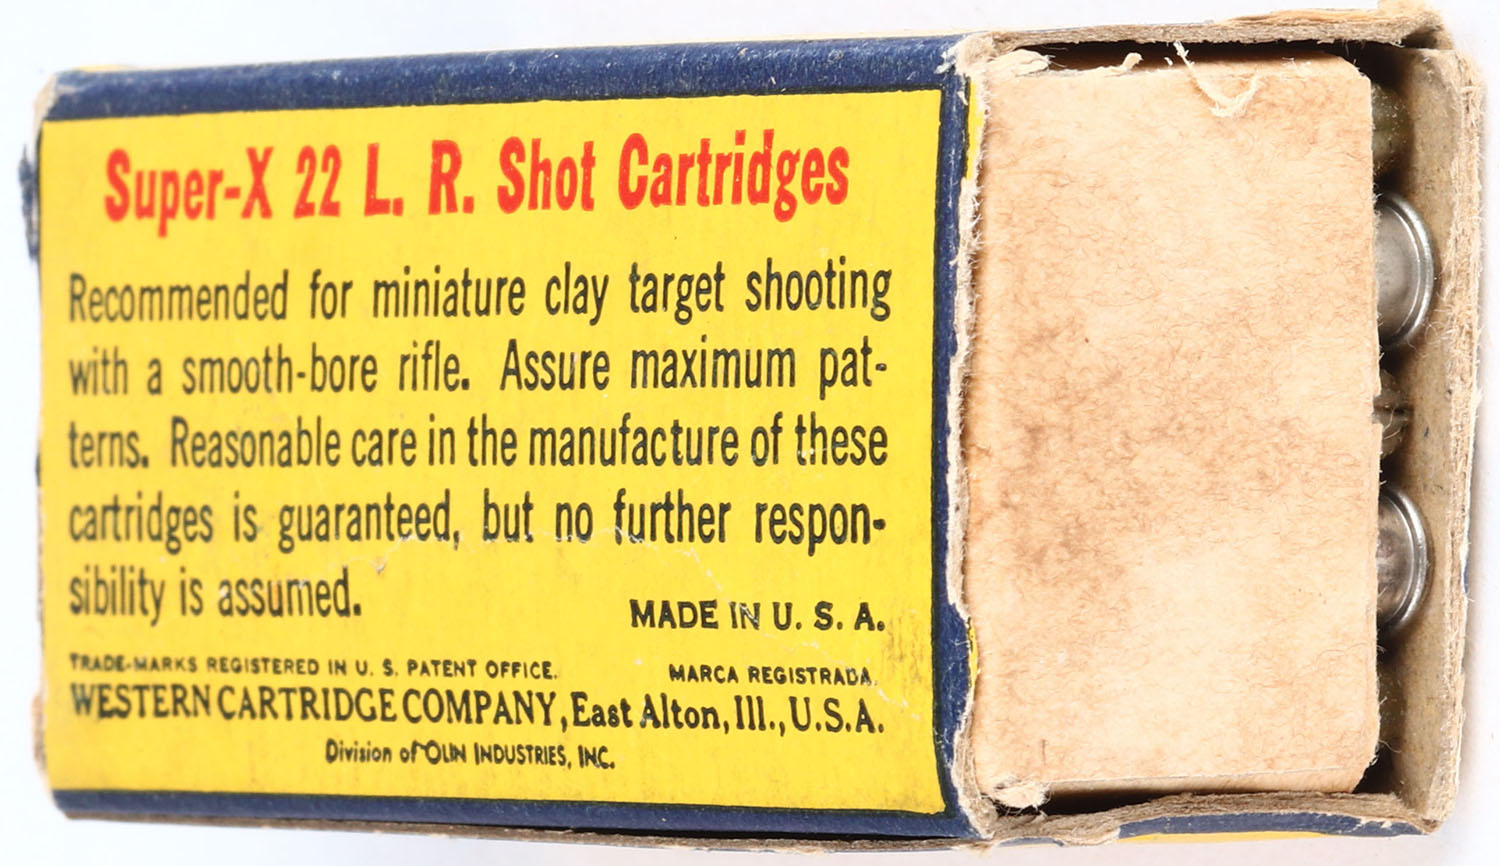 Super-X 22 L. R. Shot Cartridges
Recommended for miniature clay target shooting
with a smooth-bore rifle. Assure maximum pat-
terns. Reasonable care in the manufacture of these
cartridges is guaranteed, but no further respon-
sibility is assumed.
MADE IN U. S. A.
TRADE-MARKS REGISTERED IN U. S. PATENT OFFICE. MARCA REGISTRADA.
WESTERN CARTRIDGE COMPANY, East Alton, Ill., U.S.A.
Division of OLIN INDUSTRIES, INC.